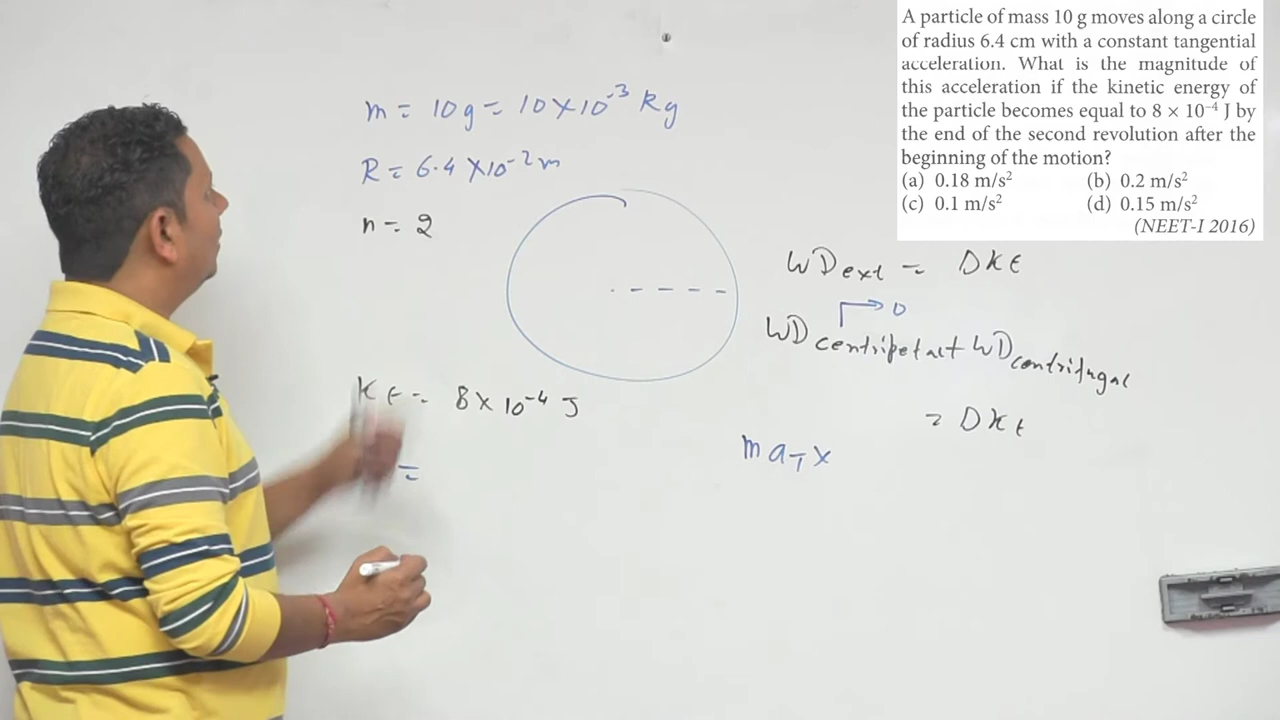 A particle of mass 10 g moves along a circle
of radius 6.4 cm with a constant tangential
acceleration. What is the magnitude of
this acceleration if the kinetic energy of
the particle becomes equal to 8 × 10⁻⁴ J by
the end of the second revolution after the
beginning of the motion?
(a) 0.18 m/s² (b) 0.2 m/s²
(c) 0.1 m/s² (d) 0.15 m/s²
(NEET-I 2016)
m = 10g = 10×10⁻³ Kg
R = 6.4 ×10⁻² m
n = 2
KE = 8×10⁻⁴ J
=
WDext = DKE
→ 0
WDcentripetal + WDcentrifugal
= DKE
maT×